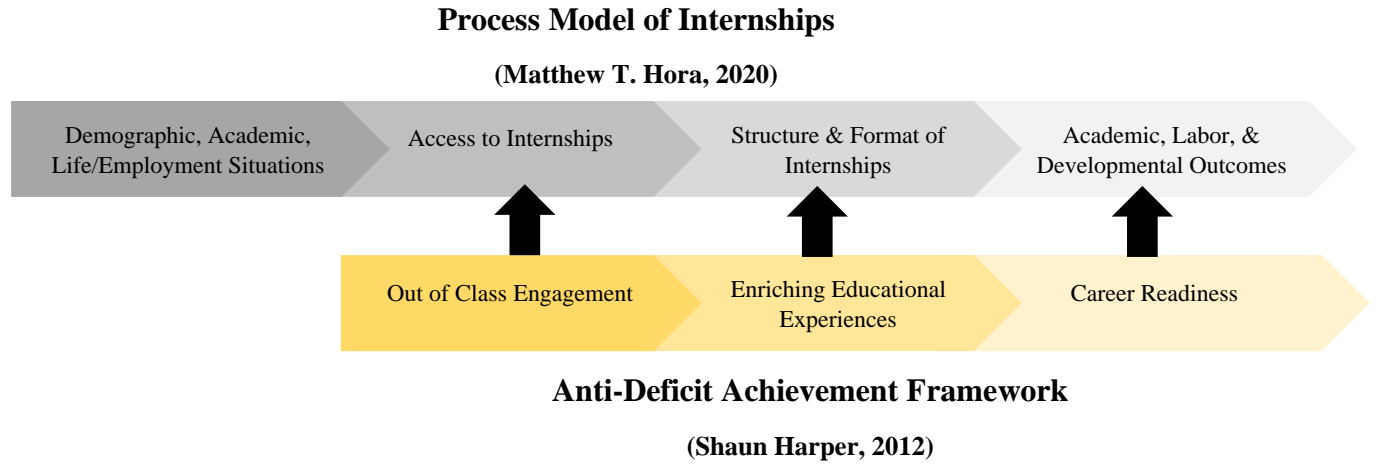 Process Model of Internships
(Matthew T. Hora, 2020)
Demographic, Academic,
Life/Employment Situations
Access to Internships
Structure & Format of
Internships
Academic, Labor, &
Developmental Outcomes
Out of Class Engagement
Enriching Educational
Experiences
Career Readiness
Anti-Deficit Achievement Framework
(Shaun Harper, 2012)